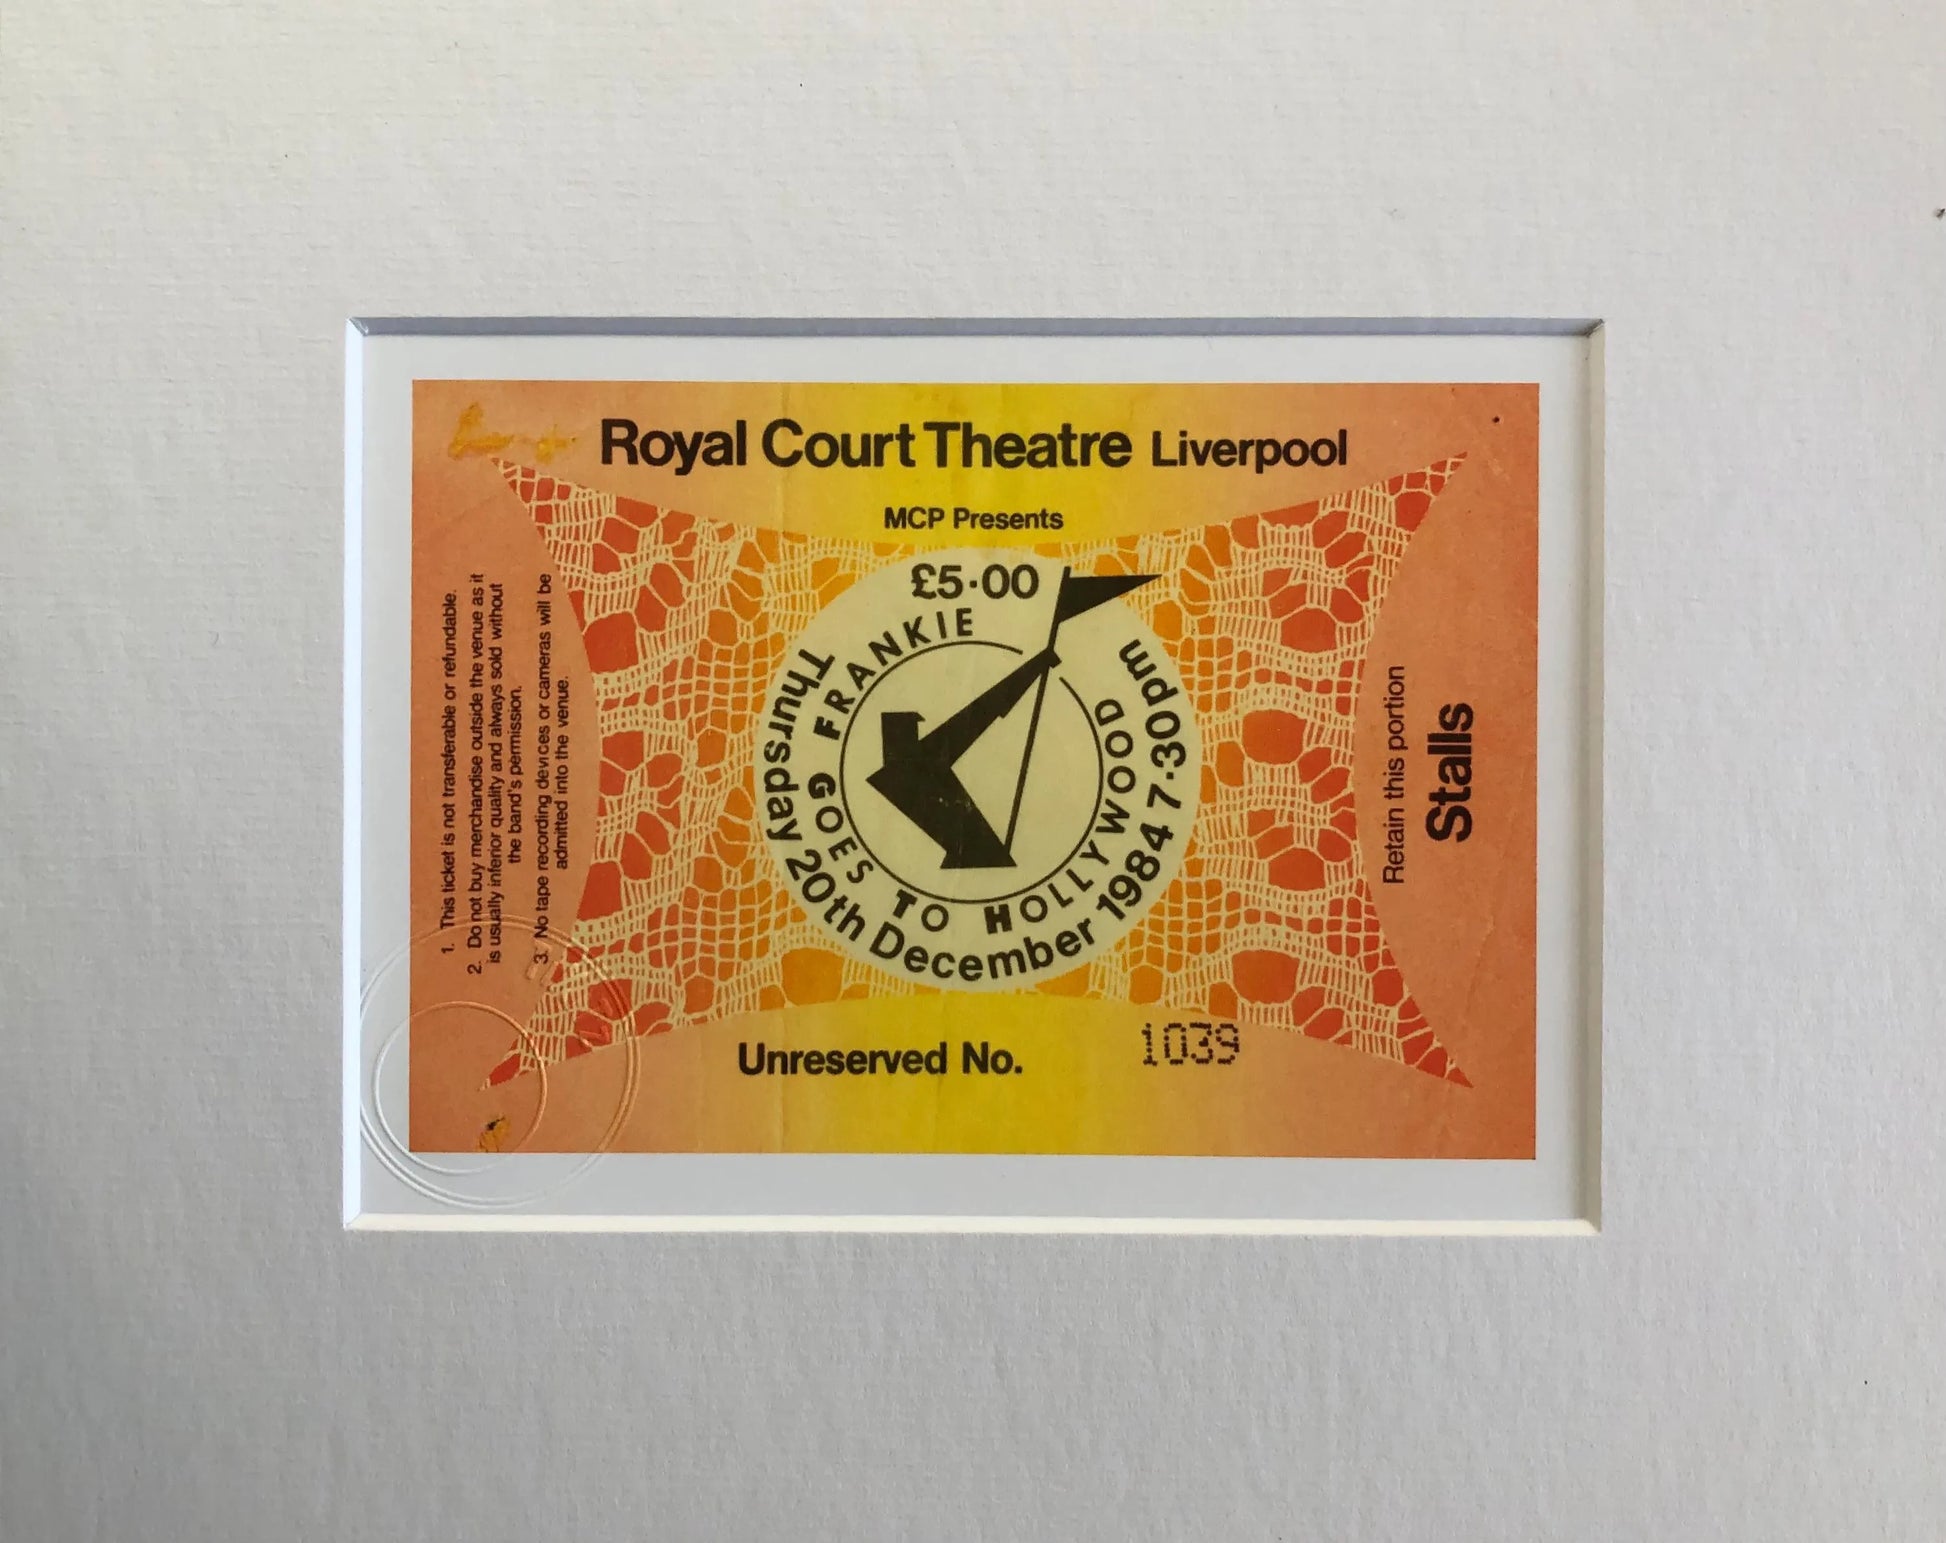 Royal Court Theatre Liverpool
MCP Presents
£5·00
FRANKIE GOES TO HOLLYWOOD
Thursday 20th December 1984 7·30pm
Unreserved No. 1039
1. This ticket is not transferable or refundable.
2. Do not buy merchandise outside the venue as it
is usually inferior quality and always sold without
the band's permission.
3. No tape recording devices or cameras will be
admitted into the venue.
Retain this portion
Stalls